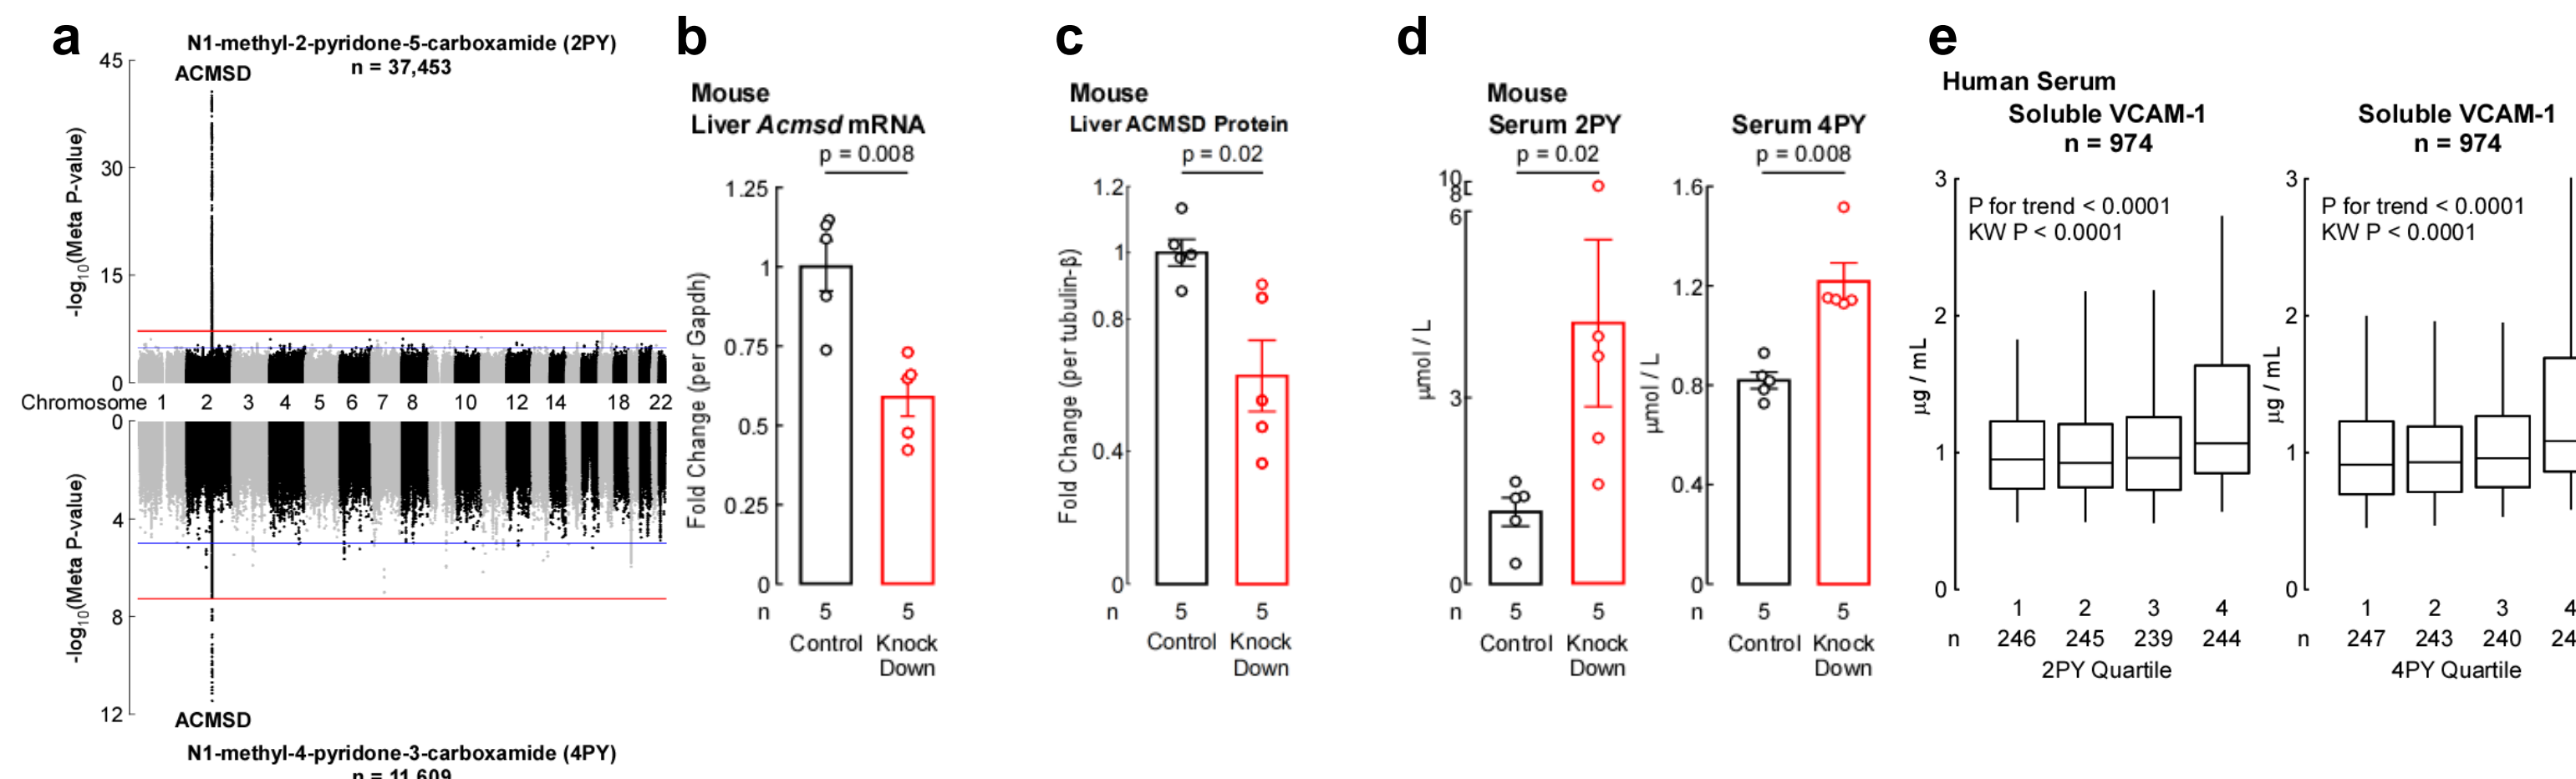 a
N1-methyl-2-pyridone-5-carboxamide (2PY)
n = 37,453
ACMSD
45
30
15
0
-log10(Meta P-value)
Chromosome 1 2 3 4 5 6 7 8 10 12 14 18 22
0
4
8
12
-log10(Meta P-value)
ACMSD
N1-methyl-4-pyridone-3-carboxamide (4PY)
n = 11,609
b
Mouse
Liver Acmsd mRNA
p = 0.008
1.25
1
0.75
0.5
0.25
0
Fold Change (per Gapdh)
n 5 5
Control Knock
Down
c
Mouse
Liver ACMSD Protein
p = 0.02
1.2
1
0.8
0.4
0
Fold Change (per tubulin-β)
n 5 5
Control Knock
Down
d
Mouse
Serum 2PY
p = 0.02
10
8
6
3
0
μmol / L
n 5 5
Control Knock
Down
Serum 4PY
p = 0.008
1.6
1.2
0.8
0.4
0
μmol / L
n 5 5
Control Knock
Down
e
Human Serum
Soluble VCAM-1
n = 974
P for trend < 0.0001
KW P < 0.0001
3
2
1
0
μg / mL
1 2 3 4
n 246 245 239 244
2PY Quartile
Soluble VCAM-1
n = 974
P for trend < 0.0001
KW P < 0.0001
3
2
1
0
μg / mL
1 2 3 4
n 247 243 240
4PY Quartile